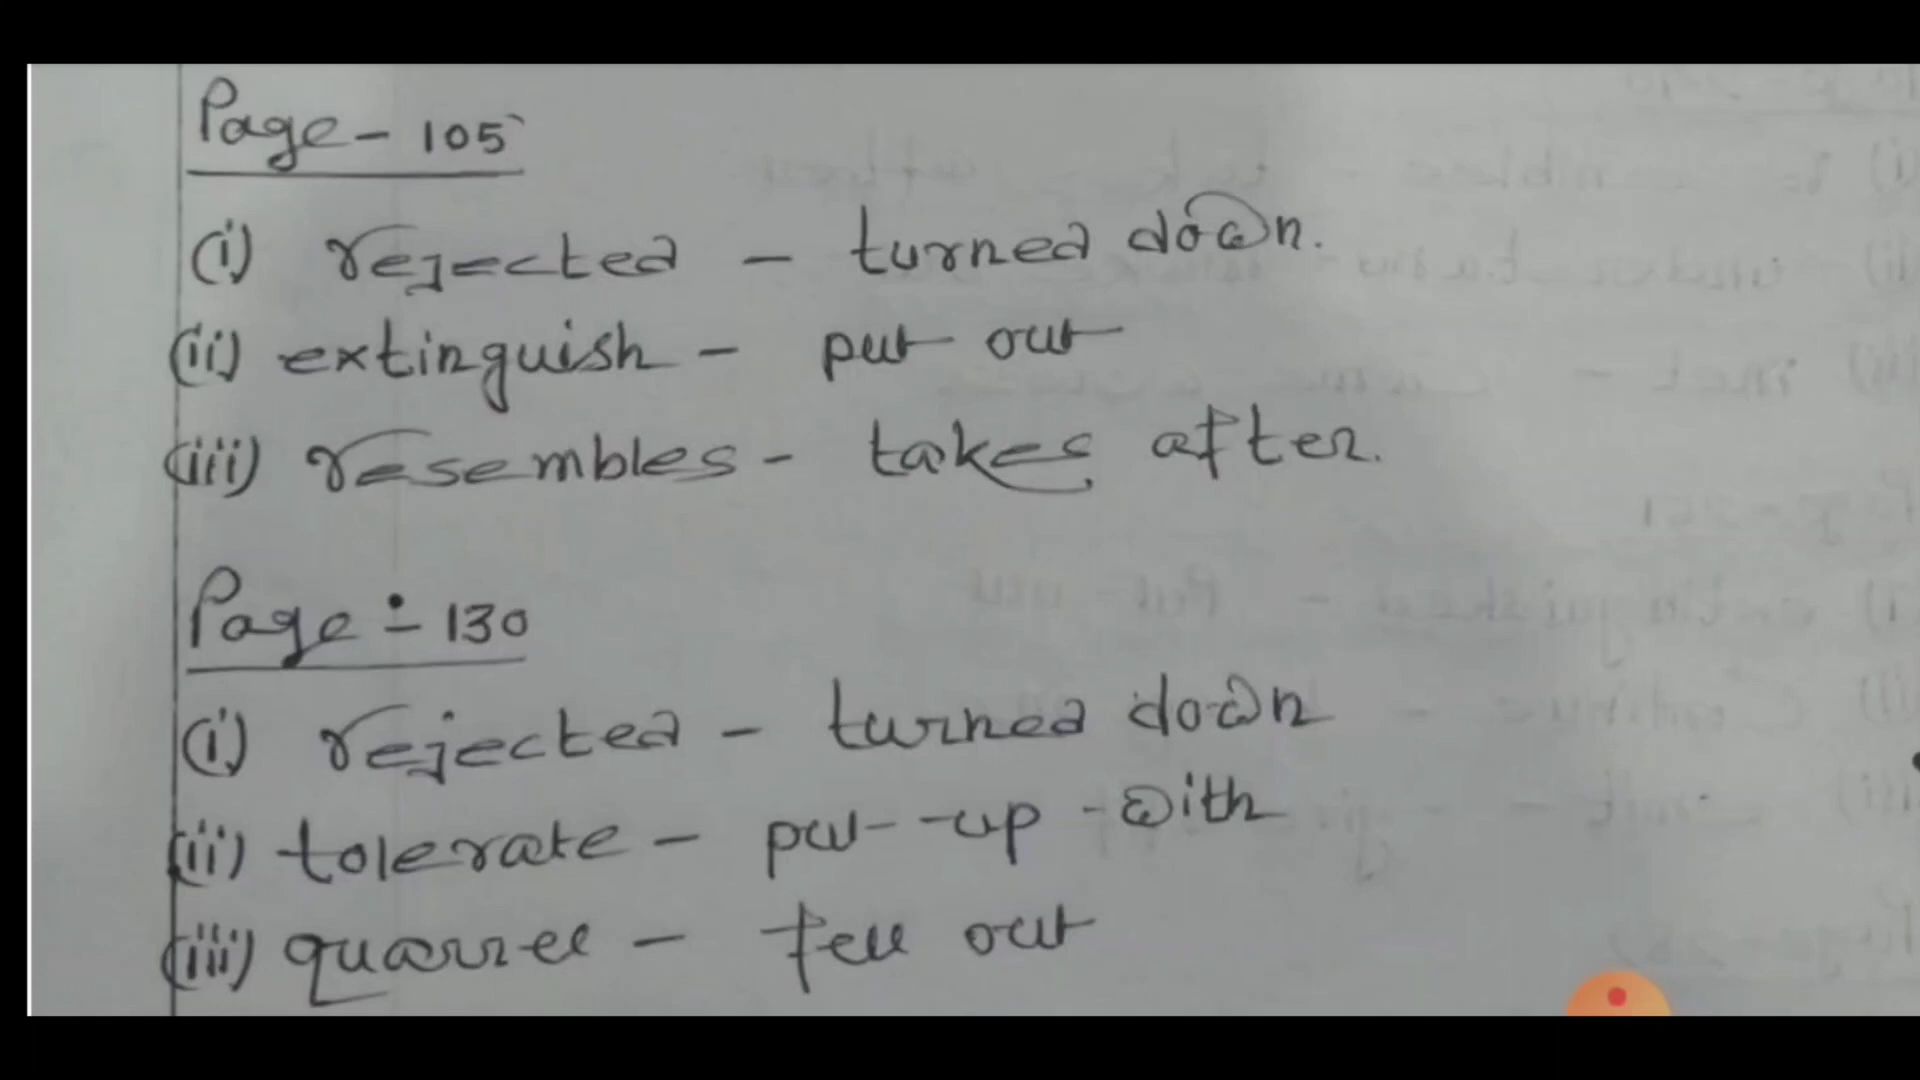 Page - 105
(i) rejected - turned down.
(ii) extinguish - put out
(iii) resembles - takes after.
Page :- 130
(i) rejected - turned down
(ii) tolerate - put-up-with
(iii) quarrel - fell out